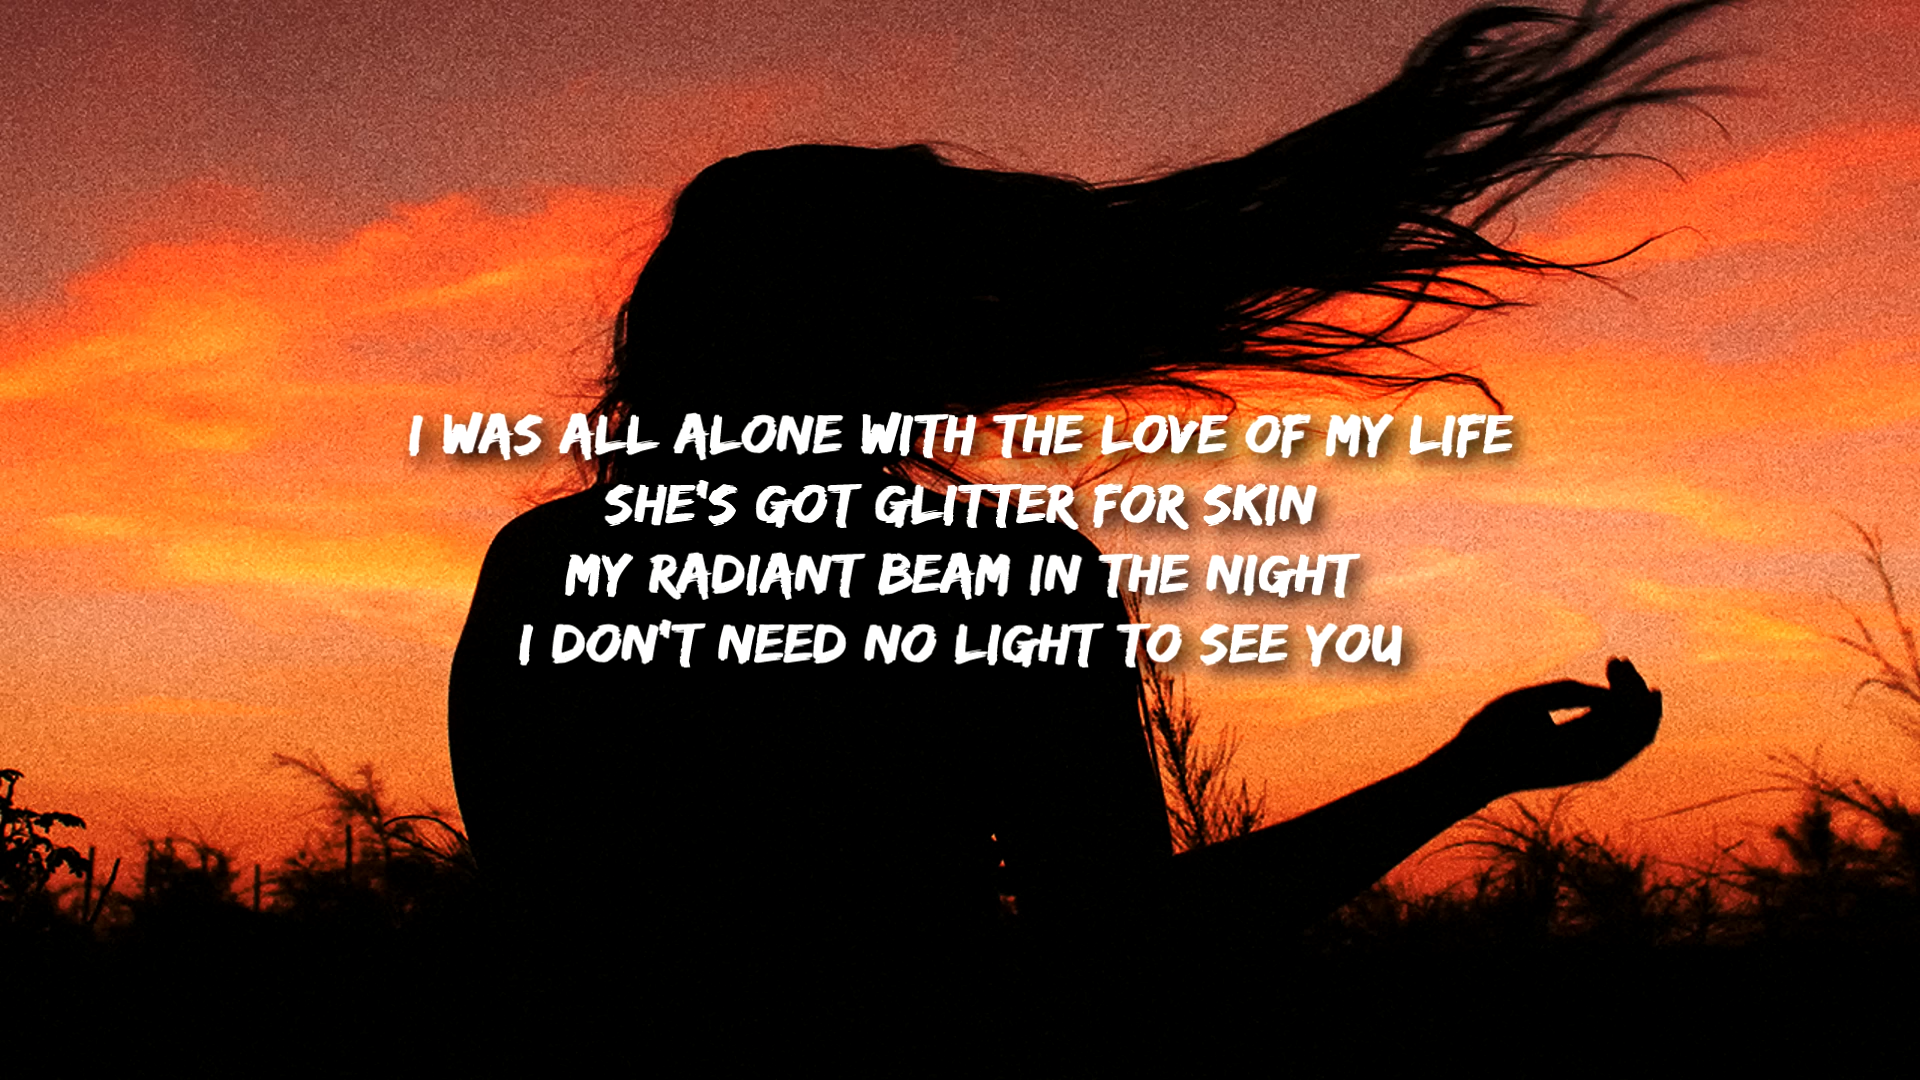 I WAS ALL ALONE WITH THE LOVE OF MY LIFE
SHE'S GOT GLITTER FOR SKIN
MY RADIANT BEAM IN THE NIGHT
I DON'T NEED NO LIGHT TO SEE YOU